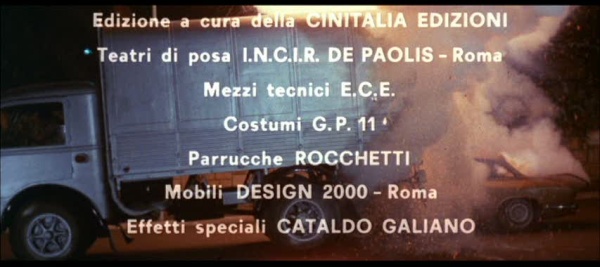 Edizione a cura della CINITALIA EDIZIONI
Teatri di posa I.N.C.I.R. DE PAOLIS - Roma
Mezzi tecnici E.C.E.
Costumi G.P. 11
Parrucche ROCCHETTI
Mobili DESIGN 2000 - Roma
Effetti speciali CATALDO GALIANO